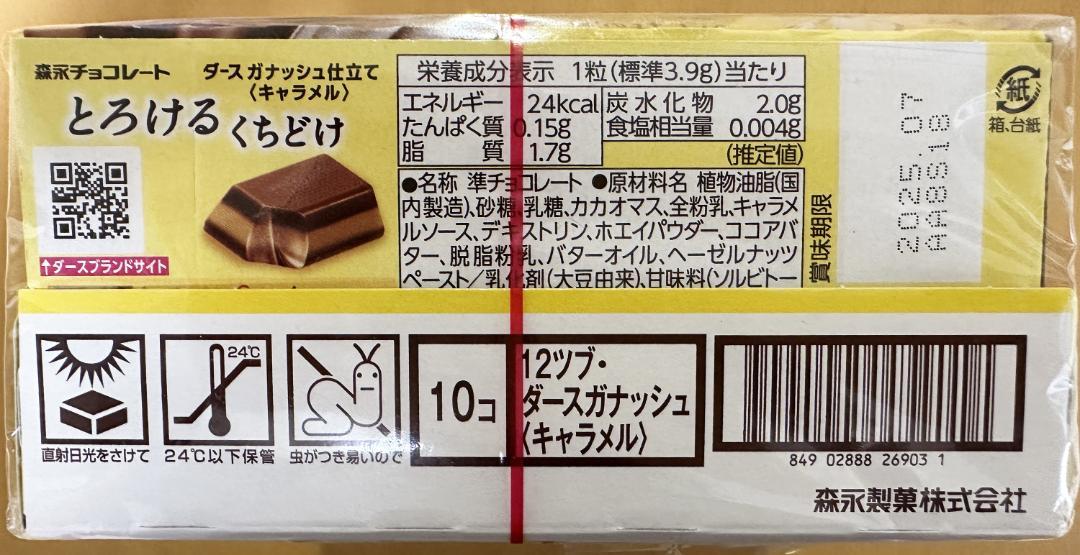 森永チョコレート
ダース ガナッシュ仕立て
〈キャラメル〉
とろける くちどけ
↑ダースブランドサイト
栄養成分表示 1粒(標準3.9g)当たり
エネルギー 24kcal
たんぱく質 0.15g
脂質 1.7g
炭水化物 2.0g
食塩相当量 0.004g
(推定値)
●名称 準チョコレート ●原材料名 植物油脂(国
内製造)、砂糖、乳糖、カカオマス、全粉乳、キャラメ
ルソース、デキストリン、ホエイパウダー、ココアバ
ター、脱脂粉乳、バターオイル、ヘーゼルナッツ
ペースト/乳化剤(大豆由来)、甘味料(ソルビトー
賞味期限
2025.07
紙
箱、台紙
24℃
直射日光をさけて
24℃以下保管
虫がつき易いので
10コ
12ツブ・
ダースガナッシュ
〈キャラメル〉
849 02888 26903 1
森永製菓株式会社